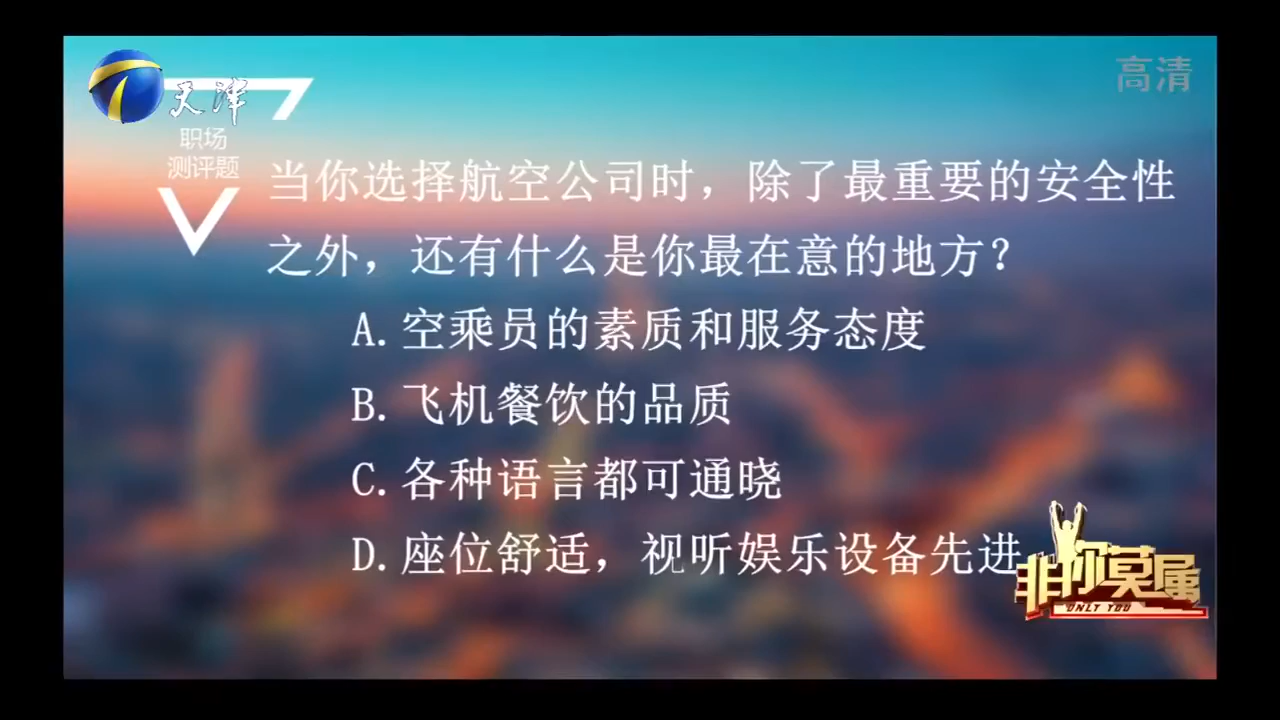 天津
高清
职场
测评题
当你选择航空公司时，除了最重要的安全性
之外，还有什么是你最在意的地方？
A.空乘员的素质和服务态度
B.飞机餐饮的品质
C.各种语言都可通晓
D.座位舒适，视听娱乐设备先进
非你莫属
ONLY YOU